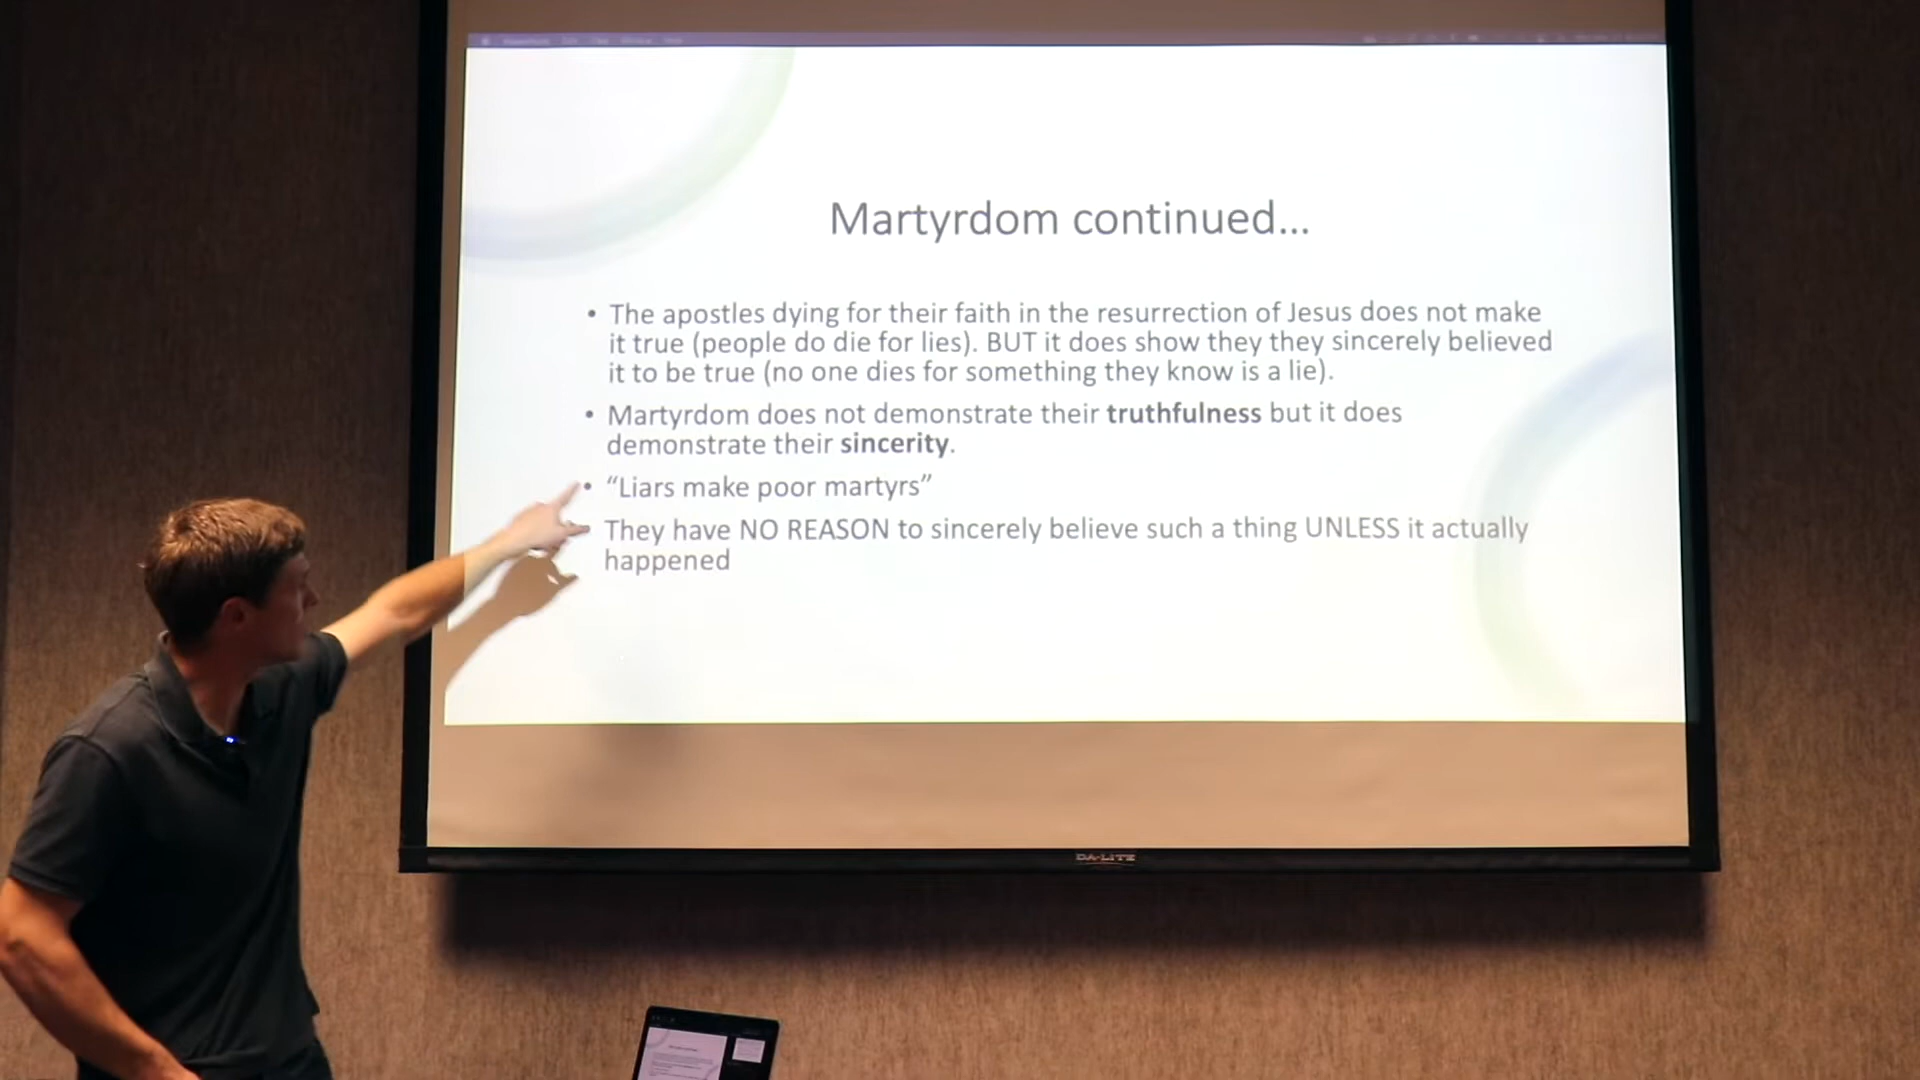 Martyrdom continued...
• The apostles dying for their faith in the resurrection of Jesus does not make
it true (people do die for lies). BUT it does show they they sincerely believed
it to be true (no one dies for something they know is a lie).
• Martyrdom does not demonstrate their truthfulness but it does
demonstrate their sincerity.
• “Liars make poor martyrs”
They have NO REASON to sincerely believe such a thing UNLESS it actually
happened
DA-LITE